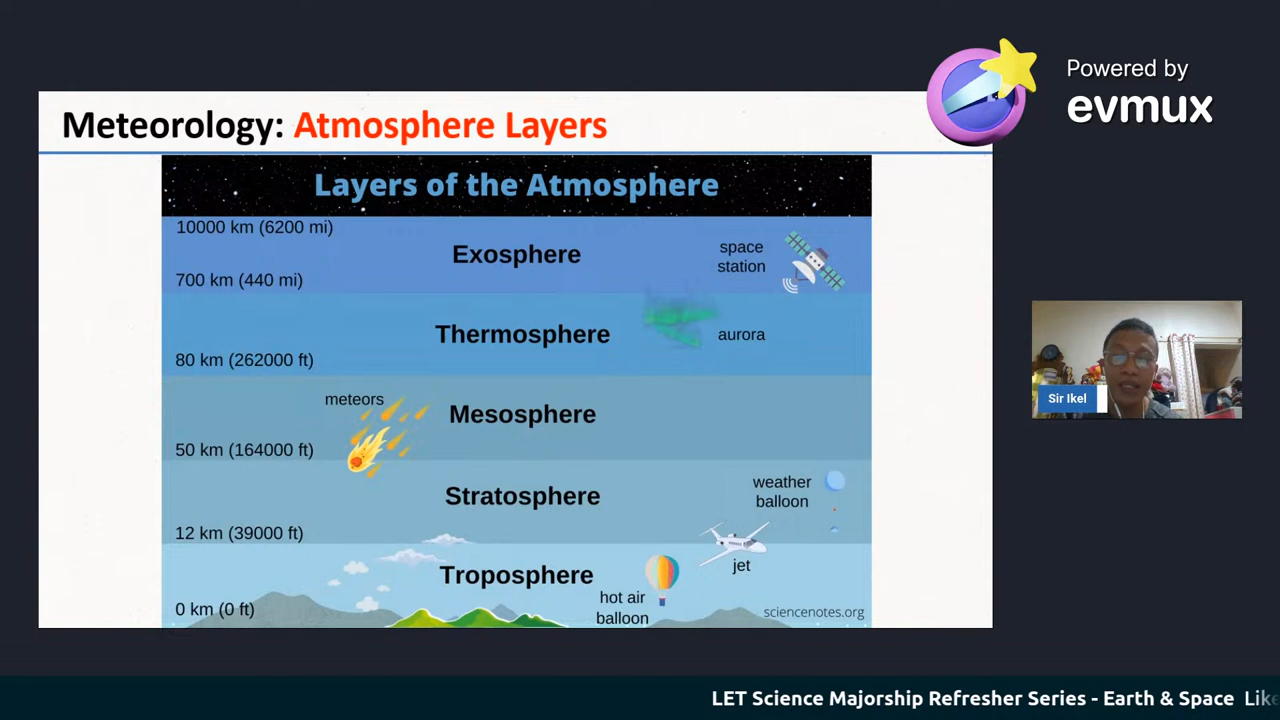 Powered by
evmux
Meteorology: Atmosphere Layers
Layers of the Atmosphere
10000 km (6200 mi)
Exosphere
space
station
700 km (440 mi)
Thermosphere
aurora
80 km (262000 ft)
meteors
Mesosphere
50 km (164000 ft)
Stratosphere
weather
balloon
12 km (39000 ft)
jet
Troposphere
hot air
balloon
0 km (0 ft)
sciencenotes.org
Sir Ikel
LET Science Majorship Refresher Series - Earth & Space Like